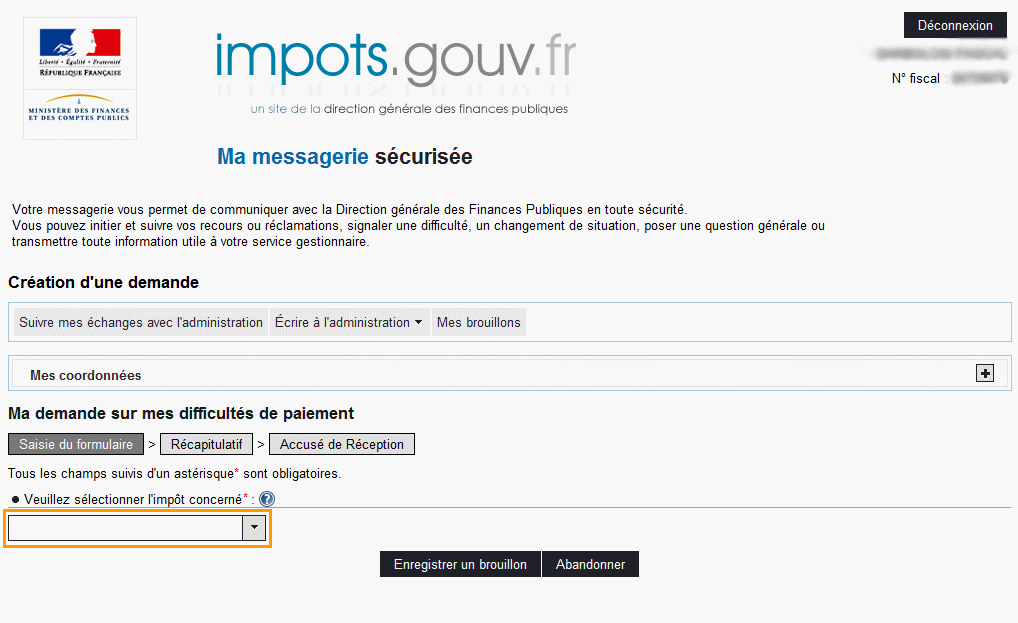 Déconnexion
N° fiscal :
Liberté • Égalité • Fraternité
RÉPUBLIQUE FRANÇAISE
MINISTÈRE DES FINANCES
ET DES COMPTES PUBLICS
impots.gouv.fr
un site de la direction générale des finances publiques
Ma messagerie sécurisée
Votre messagerie vous permet de communiquer avec la Direction générale des Finances Publiques en toute sécurité.
Vous pouvez initier et suivre vos recours ou réclamations, signaler une difficulté, un changement de situation, poser une question générale ou
transmettre toute information utile à votre service gestionnaire.
Création d'une demande
Suivre mes échanges avec l'administration Écrire à l'administration Mes brouillons
Mes coordonnées
Ma demande sur mes difficultés de paiement
Saisie du formulaire > Récapitulatif > Accusé de Réception
Tous les champs suivis d'un astérisque* sont obligatoires.
● Veuillez sélectionner l'impôt concerné* : ?
Enregistrer un brouillon Abandonner